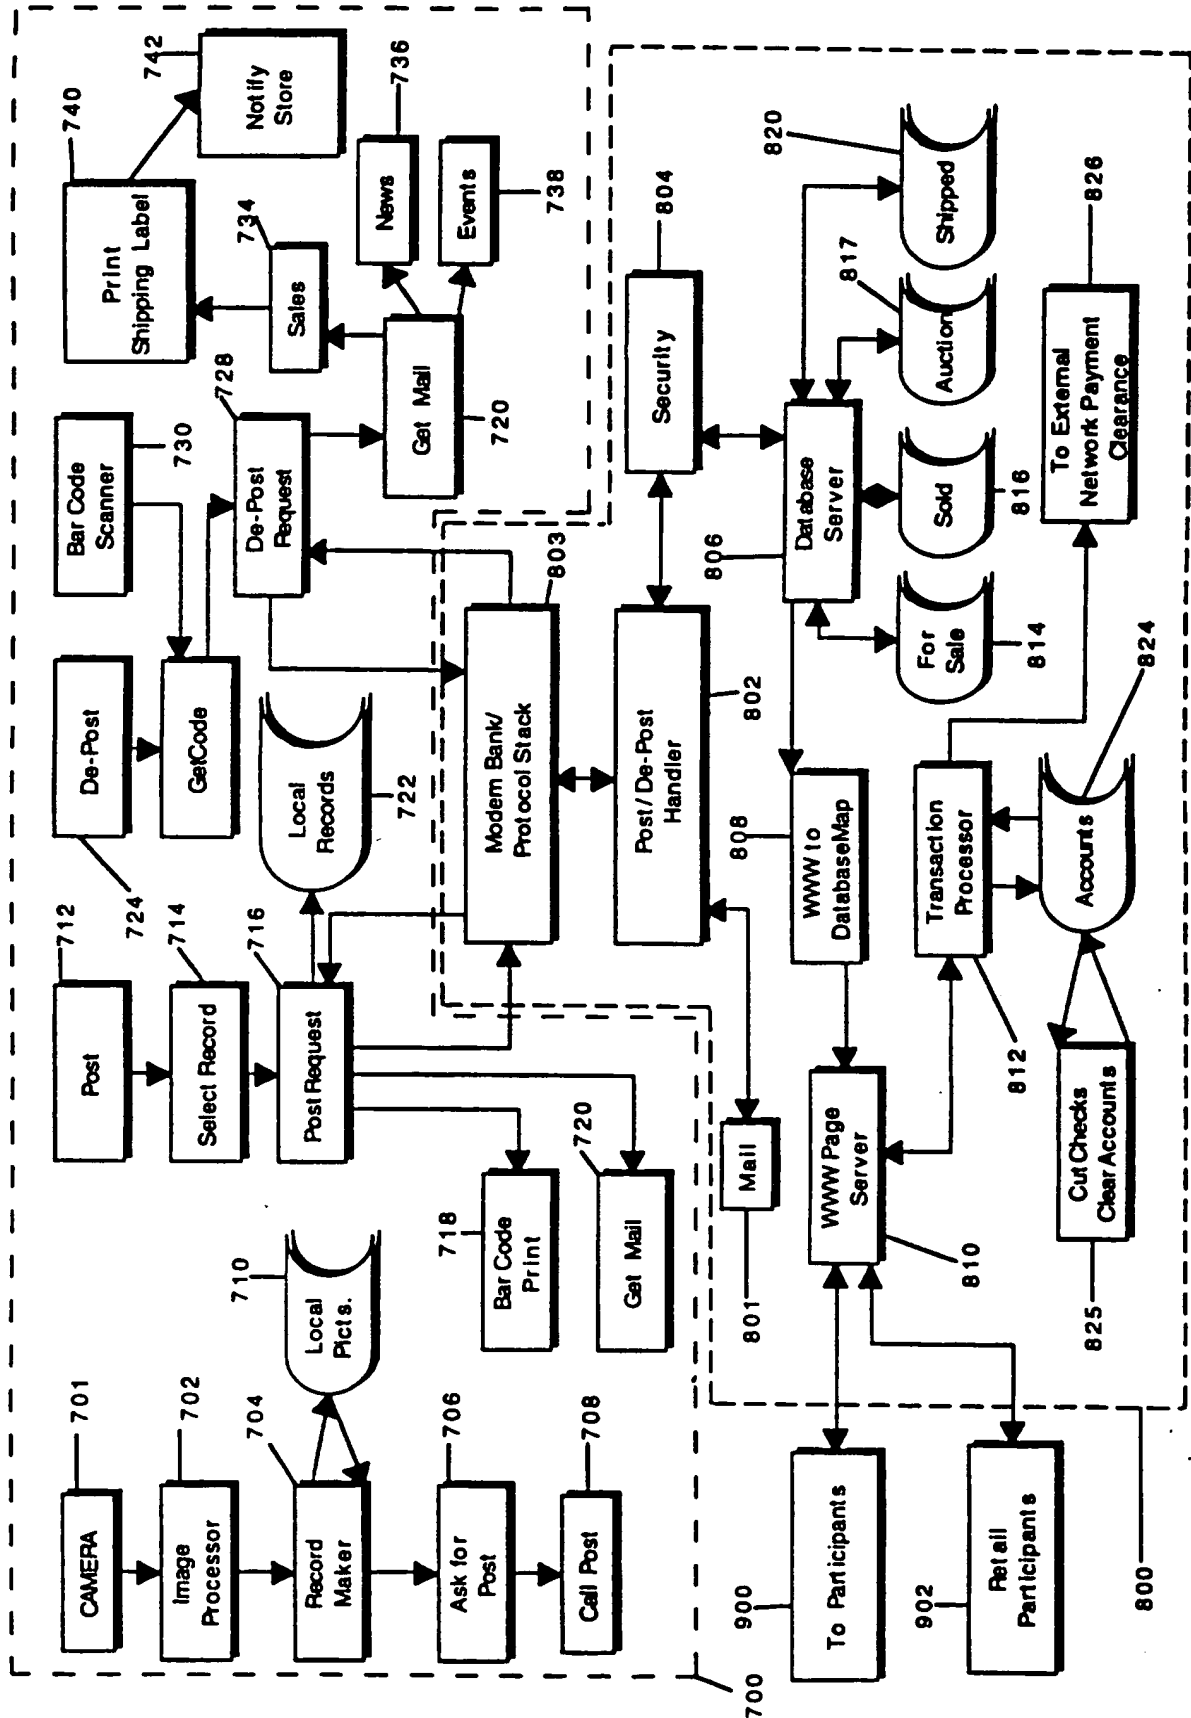 CAMERA
701
Image
Processor
702
Record
Maker
704
Local
Picts.
710
Ask for
Post
706
Call Post
708
Post
712
Select Record
714
Post Request
716
Bar Code
Print
718
Get Mail
720
Local
Records
722
De-Post
724
GetCode
Bar Code
Scanner
730
De-Post
Request
728
Get Mail
720
Sales
734
News
736
Events
738
Print
Shipping Label
740
Notify
Store
742
700
Modem Bank/
Protocol Stack
803
Post/De-Post
Handler
802
Security
804
Mail
801
Database
Server
806
WWW to
DatabaseMap
808
WWW Page
Server
810
For
Sale
814
Sold
816
Auction
817
Shipped
820
Transaction
Processor
812
Accounts
824
Cut Checks
Clear Accounts
825
To External
Network Payment
Clearance
826
To Participants
900
Retail
Participants
902
800